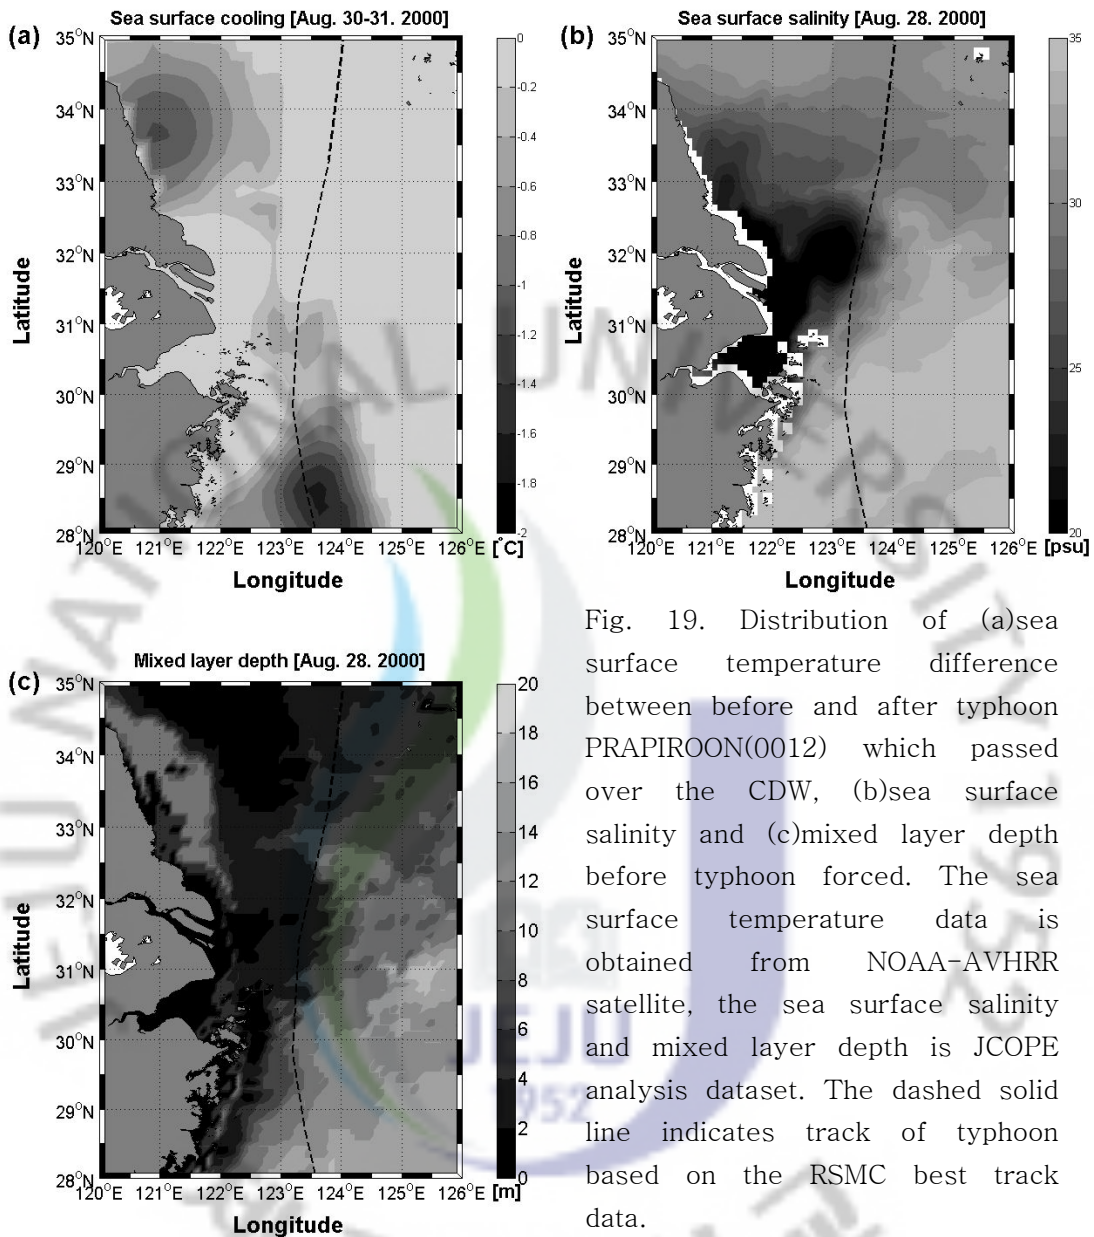 Sea surface cooling [Aug. 30-31. 2000]
(a)
35°N
34°N
33°N
32°N
31°N
30°N
29°N
28°N
Latitude
120°E 121°E 122°E 123°E 124°E 125°E 126°E [°C]
Longitude
0
-0.2
-0.4
-0.6
-0.8
-1
-1.2
-1.4
-1.6
-1.8
-2
Sea surface salinity [Aug. 28. 2000]
(b)
35°N
34°N
33°N
32°N
31°N
30°N
29°N
28°N
Latitude
120°E 121°E 122°E 123°E 124°E 125°E 126°E [psu]
Longitude
35
30
25
20
Mixed layer depth [Aug. 28. 2000]
(c)
35°N
34°N
33°N
32°N
31°N
30°N
29°N
28°N
Latitude
120°E 121°E 122°E 123°E 124°E 125°E 126°E [m]
Longitude
20
18
16
14
12
10
8
6
4
2
0
Fig. 19. Distribution of (a)sea
surface temperature difference
between before and after typhoon
PRAPIROON(0012) which passed
over the CDW, (b)sea surface
salinity and (c)mixed layer depth
before typhoon forced. The sea
surface temperature data is
obtained from NOAA-AVHRR
satellite, the sea surface salinity
and mixed layer depth is JCOPE
analysis dataset. The dashed solid
line indicates track of typhoon
based on the RSMC best track
data.
JEJU NATIONAL UNIVERSITY 1952
JEJU
1952